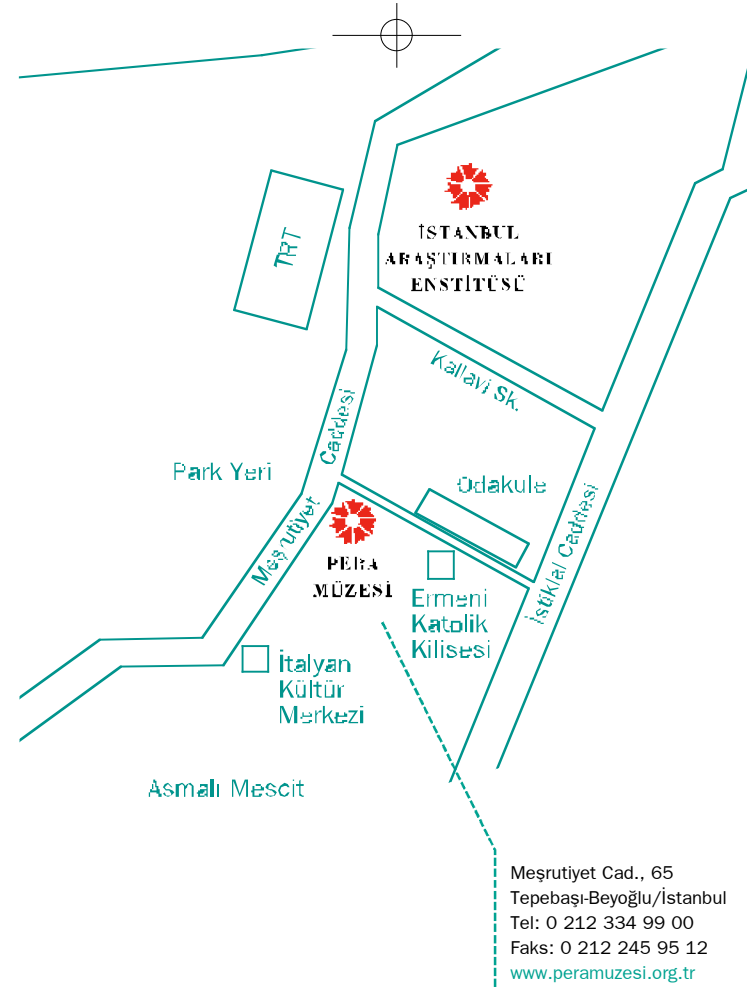 İSTANBUL
ARAŞTIRMALARI
ENSTİTÜSÜ
TRT
Kallavi Sk.
Caddesi
Park Yeri
Odakule
Meşrutiyet
İstiklal Caddesi
PERA
MÜZESİ
Ermeni
Katolik
Kilisesi
İtalyan
Kültür
Merkezi
Asmalı Mescit
Meşrutiyet Cad., 65
Tepebaşı-Beyoğlu/İstanbul
Tel: 0 212 334 99 00
Faks: 0 212 245 95 12
www.peramuzesi.org.tr